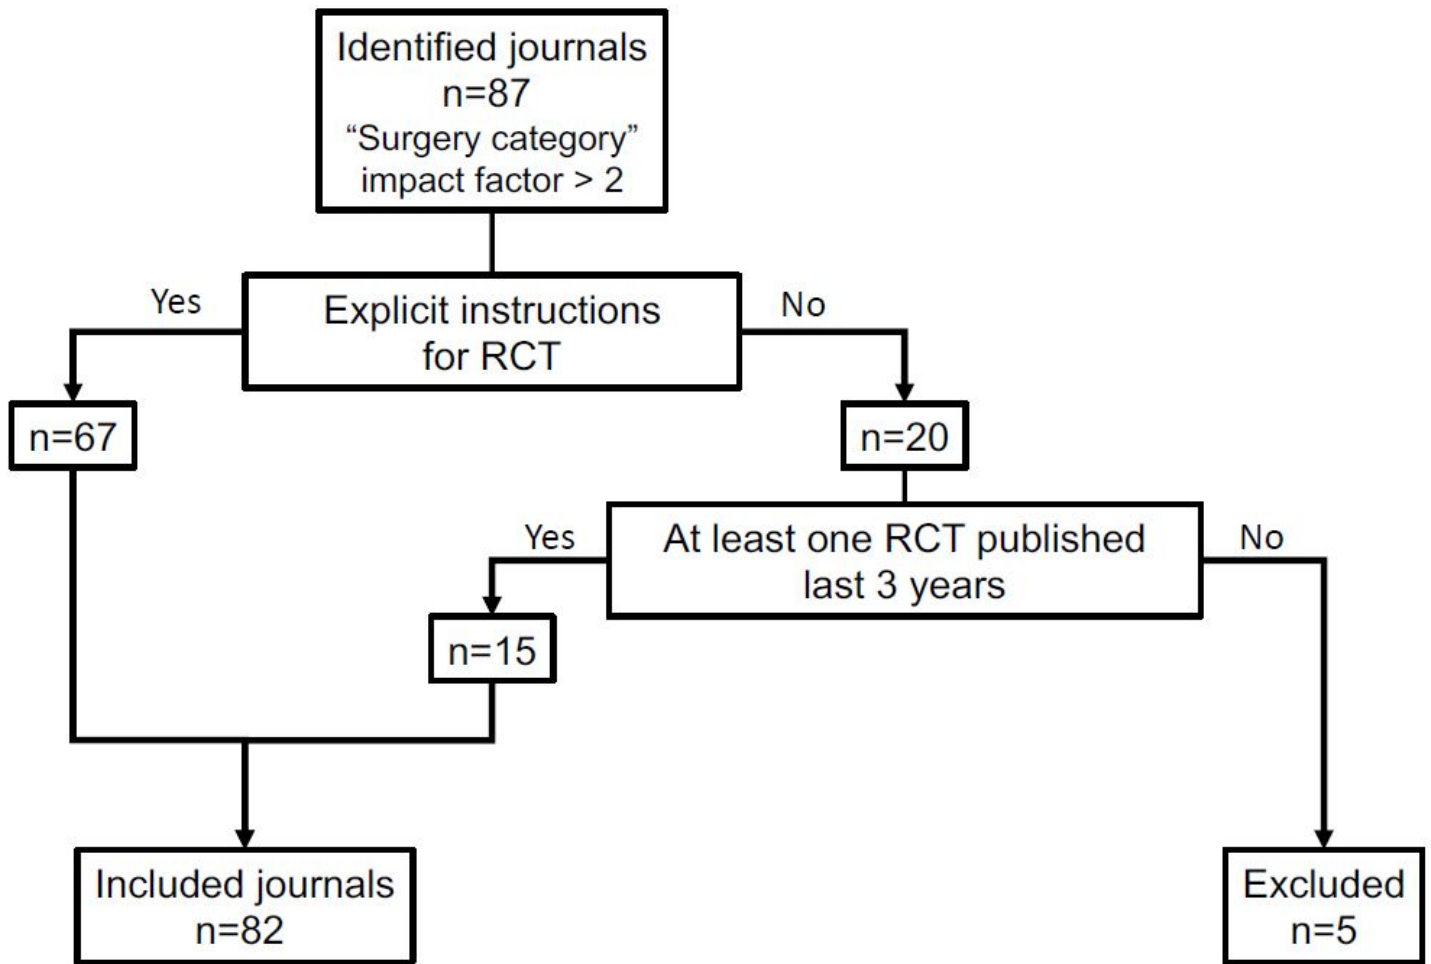 Identified journals
n=87
“Surgery category”
impact factor > 2
Yes
Explicit instructions
for RCT
No
n=67
n=20
Yes
At least one RCT published
last 3 years
No
n=15
Included journals
n=82
Excluded
n=5